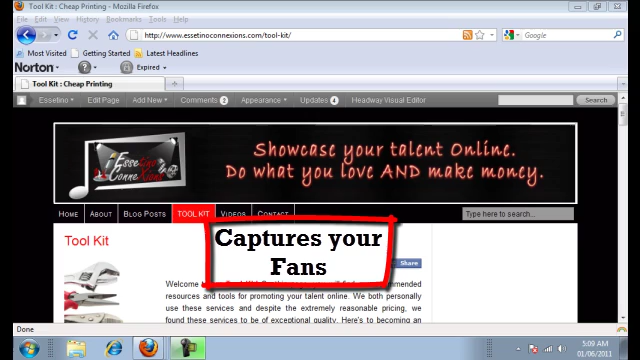 Tool Kit : Cheap Printing - Mozilla Firefox
File Edit View History Bookmarks Tools Help
http://www.essetinoconnexions.com/tool-kit/
Google
Most Visited Getting Started Latest Headlines
Norton Expired
Tool Kit : Cheap Printing
Essetino Edit Page Add New Comments 2 Appearance Updates 4 Headway Visual Editor Search
Showcase your talent Online.
Do what you love AND make money.
HOME ABOUT BLOG POSTS TOOL KIT VIDEOS CONTACT Type here to search...
Captures your
Fans
Tool Kit
Share
Welcome
resources and tools for promoting your talent online. We both personally
use these services and despite the extremely reasonable pricing, we
found these services to be of exceptional quality. Here's to becoming an
Done
5:09 AM
01/06/2011